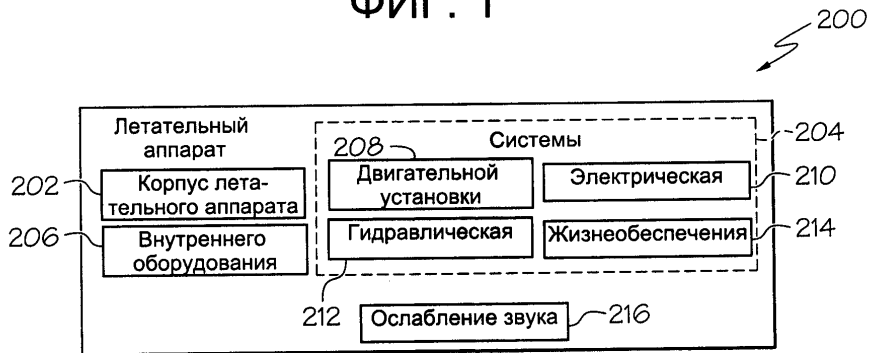 ФИГ. 1
200
Летательный
аппарат
Системы
204
208
202
Корпус лета-
тельного аппарата
Двигательной
установки
Электрическая
210
206
Внутреннего
оборудования
Гидравлическая
Жизнеобеспечения
214
212
Ослабление звука
216